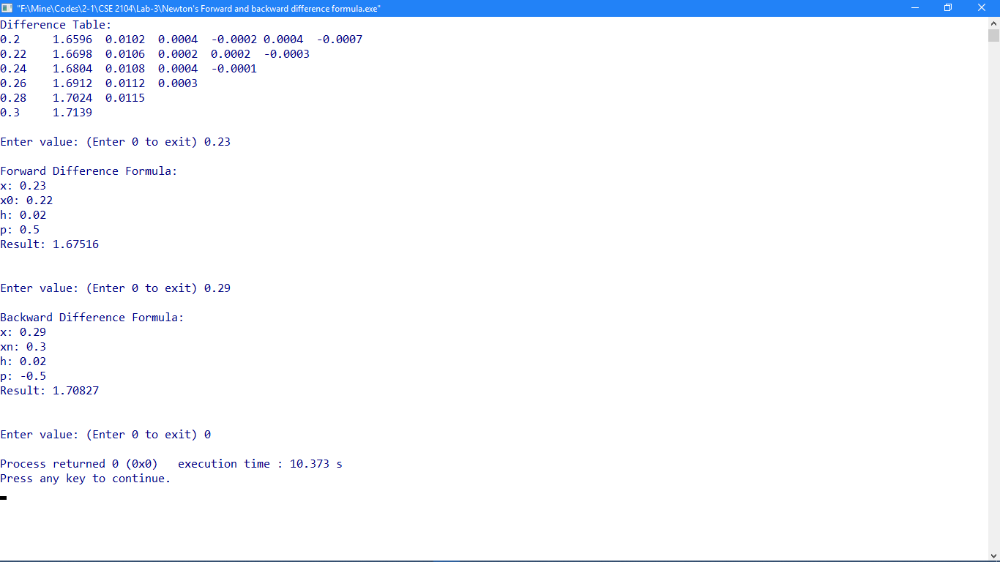 "F:\Mine\Codes\2-1\CSE 2104\Lab-3\Newton's Forward and backward difference formula.exe"
Difference Table:
0.2     1.6596  0.0102  0.0004  -0.0002 0.0004  -0.0007
0.22    1.6698  0.0106  0.0002  0.0002  -0.0003
0.24    1.6804  0.0108  0.0004  -0.0001
0.26    1.6912  0.0112  0.0003
0.28    1.7024  0.0115
0.3     1.7139
Enter value: (Enter 0 to exit) 0.23
Forward Difference Formula:
x: 0.23
x0: 0.22
h: 0.02
p: 0.5
Result: 1.67516
Enter value: (Enter 0 to exit) 0.29
Backward Difference Formula:
x: 0.29
xn: 0.3
h: 0.02
p: -0.5
Result: 1.70827
Enter value: (Enter 0 to exit) 0
Process returned 0 (0x0)   execution time : 10.373 s
Press any key to continue.